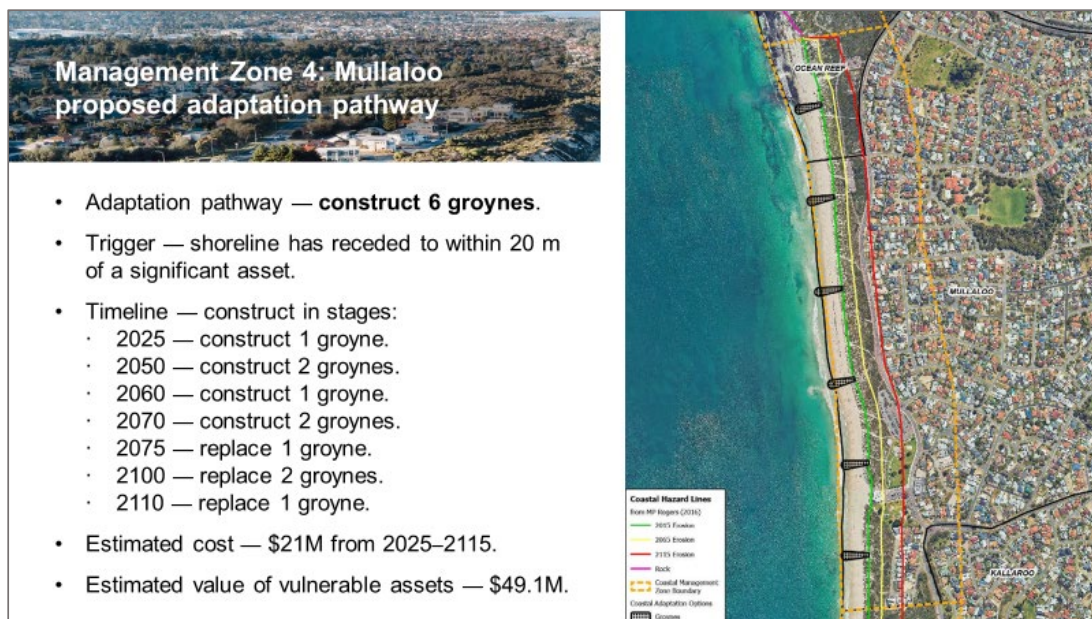 Management Zone 4: Mullaloo
proposed adaptation pathway
• Adaptation pathway — construct 6 groynes.
• Trigger — shoreline has receded to within 20 m
of a significant asset.
• Timeline — construct in stages:
· 2025 — construct 1 groyne.
· 2050 — construct 2 groynes.
· 2060 — construct 1 groyne.
· 2070 — construct 2 groynes.
· 2075 — replace 1 groyne.
· 2100 — replace 2 groynes.
· 2110 — replace 1 groyne.
• Estimated cost — $21M from 2025–2115.
• Estimated value of vulnerable assets — $49.1M.
OCEAN REEF
MULLALOO
KALLAROO
Coastal Hazard Lines
from MP Rogers (2016)
2015 Erosion
2065 Erosion
2115 Erosion
Rock
Coastal Management
Zone Boundary
Coastal Adaptation Options
Groynes